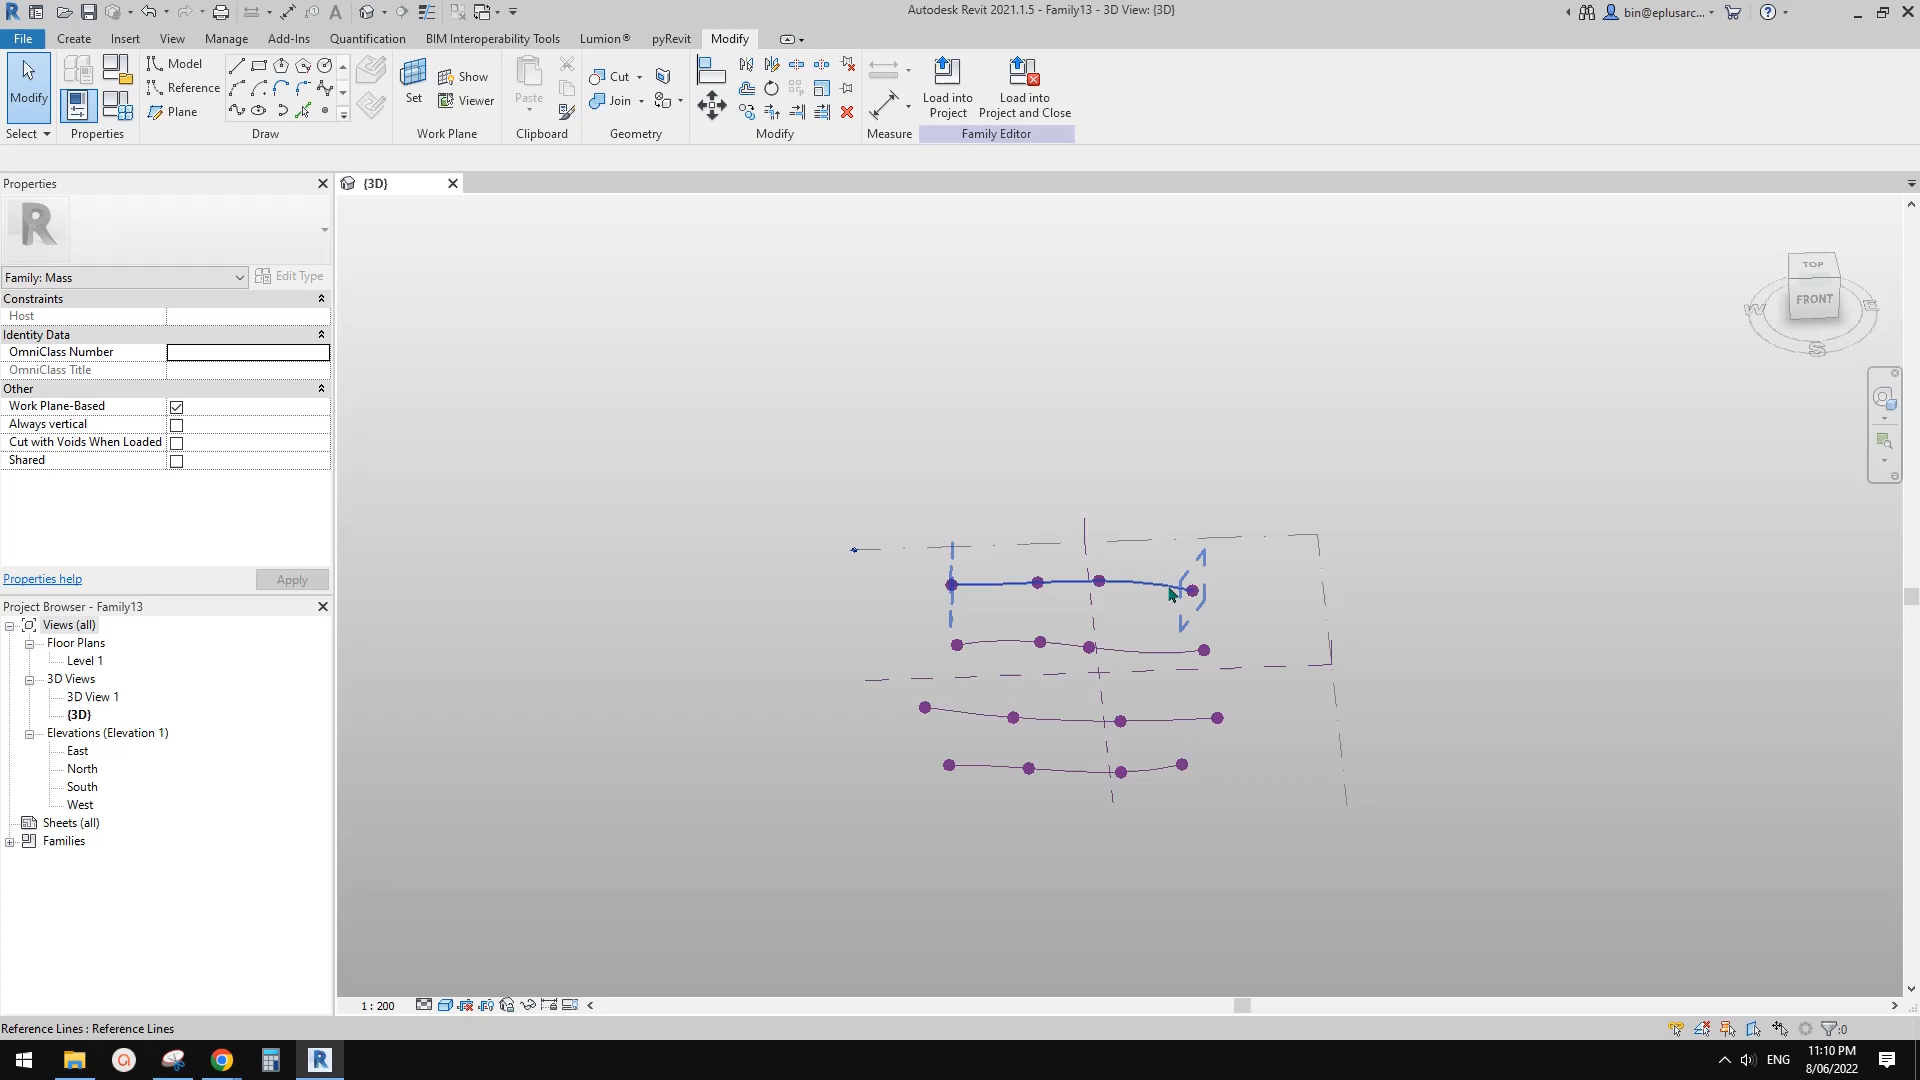 Autodesk Revit 2021.1.5 - Family13 - 3D View: {3D}
bin@eplusarc...
File Create Insert View Manage Add-Ins Quantification BIM Interoperability Tools Lumion® pyRevit Modify
Modify
Select
Properties
Model
Reference
Plane
Draw
Set
Show
Viewer
Work Plane
Paste
Clipboard
Cut
Join
Geometry
Modify
Measure
Load into
Project
Load into
Project and Close
Family Editor
Properties
{3D}
R
Family: Mass
Edit Type
Constraints
Host
Identity Data
OmniClass Number
OmniClass Title
Other
Work Plane-Based
Always vertical
Cut with Voids When Loaded
Shared
Properties help
Apply
Project Browser - Family13
Views (all)
Floor Plans
Level 1
3D Views
3D View 1
{3D}
Elevations (Elevation 1)
East
North
South
West
Sheets (all)
Families
TOP
FRONT
W
E
S
1 : 200
Reference Lines : Reference Lines
:0
ENG
11:10 PM
8/06/2022